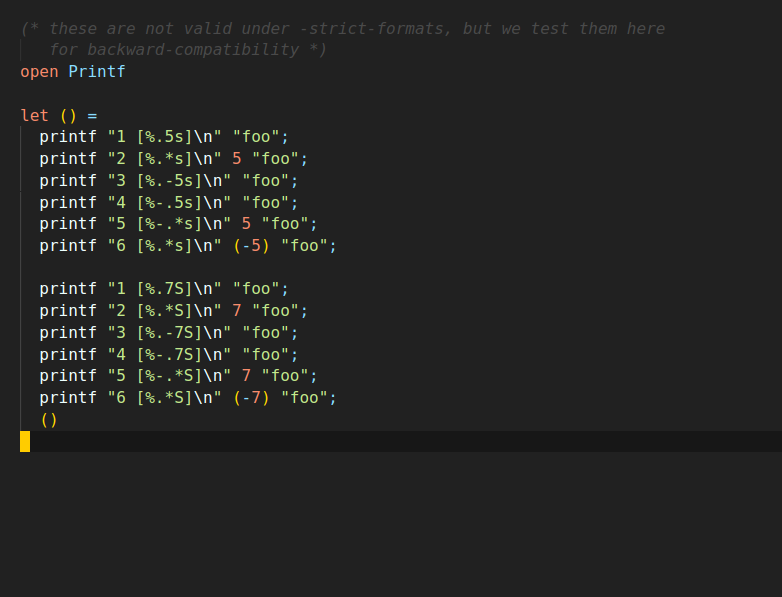 (* these are not valid under -strict-formats, but we test them here
   for backward-compatibility *)
open Printf

let () =
  printf "1 [%.5s]\n" "foo";
  printf "2 [%.*s]\n" 5 "foo";
  printf "3 [%.-5s]\n" "foo";
  printf "4 [%-.5s]\n" "foo";
  printf "5 [%-.*s]\n" 5 "foo";
  printf "6 [%.*s]\n" (-5) "foo";

  printf "1 [%.7S]\n" "foo";
  printf "2 [%.*S]\n" 7 "foo";
  printf "3 [%.-7S]\n" "foo";
  printf "4 [%-.7S]\n" "foo";
  printf "5 [%-.*S]\n" 7 "foo";
  printf "6 [%.*S]\n" (-7) "foo";
  ()